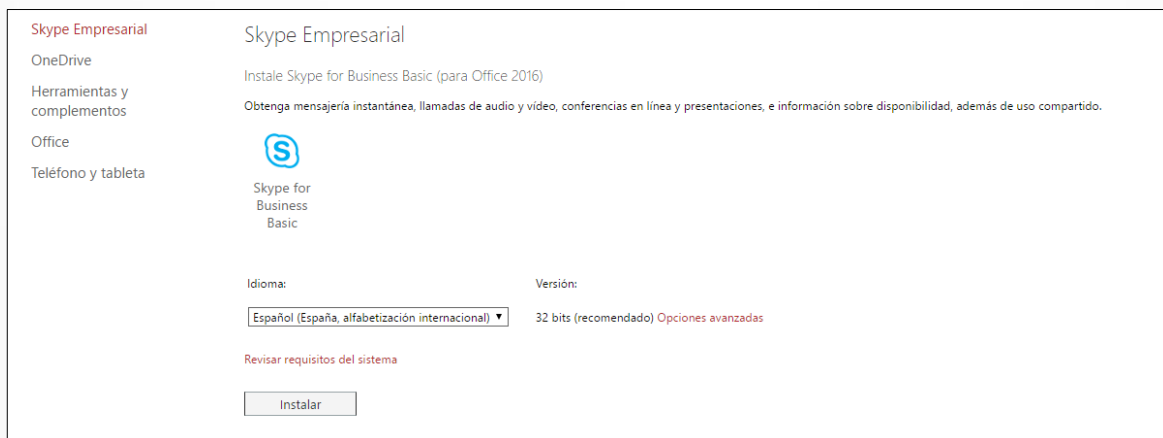 Skype Empresarial
OneDrive
Herramientas y
complementos
Office
Teléfono y tableta
Skype Empresarial
Instale Skype for Business Basic (para Office 2016)
Obtenga mensajería instantánea, llamadas de audio y vídeo, conferencias en línea y presentaciones, e información sobre disponibilidad, además de uso compartido.
S
Skype for
Business
Basic
Idioma:
Versión:
Español (España, alfabetización internacional)
32 bits (recomendado) Opciones avanzadas
Revisar requisitos del sistema
Instalar